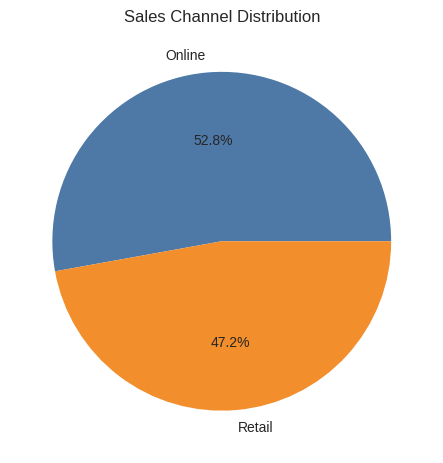 Sales Channel Distribution
Online
52.8%
47.2%
Retail